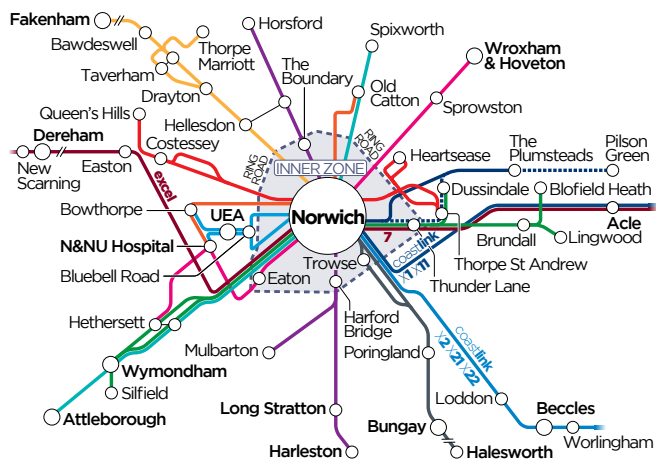 Fakenham
Horsford
Spixworth
Bawdeswell
Thorpe
Marriott
The
Boundary
Wroxham
& Hoveton
Taverham
Old
Catton
Drayton
Sprowston
Queen's Hills
Hellesdon
RING
ROAD
RING
ROAD
Dereham
Costessey
INNER ZONE
Heartsease
The
Plumsteads
Pilson
Green
New
Scarning
Easton
excel
Dussindale
Blofield Heath
Bowthorpe
UEA
Norwich
Acle
N&NU Hospital
7
Brundall
Lingwood
Bluebell Road
Trowse
coastlink
X1 X11
Thorpe St Andrew
Eaton
Thunder Lane
Hethersett
Harford
Bridge
Mulbarton
Poringland
coastlink
X2 X21 X22
Wymondham
Silfield
Loddon
Attleborough
Long Stratton
Bungay
Beccles
Worlingham
Harleston
Halesworth